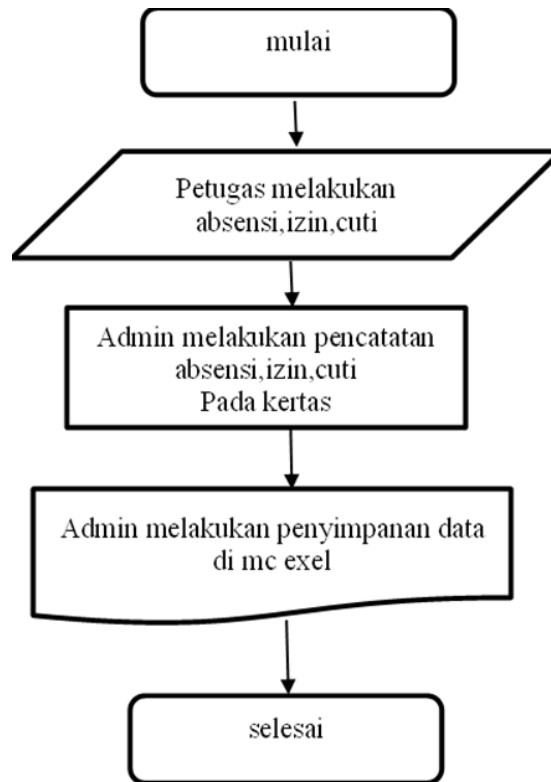 mulai
Petugas melakukan
absensi,izin,cuti
Admin melakukan pencatatan
absensi,izin,cuti
Pada kertas
Admin melakukan penyimpanan data
di mc exel
selesai